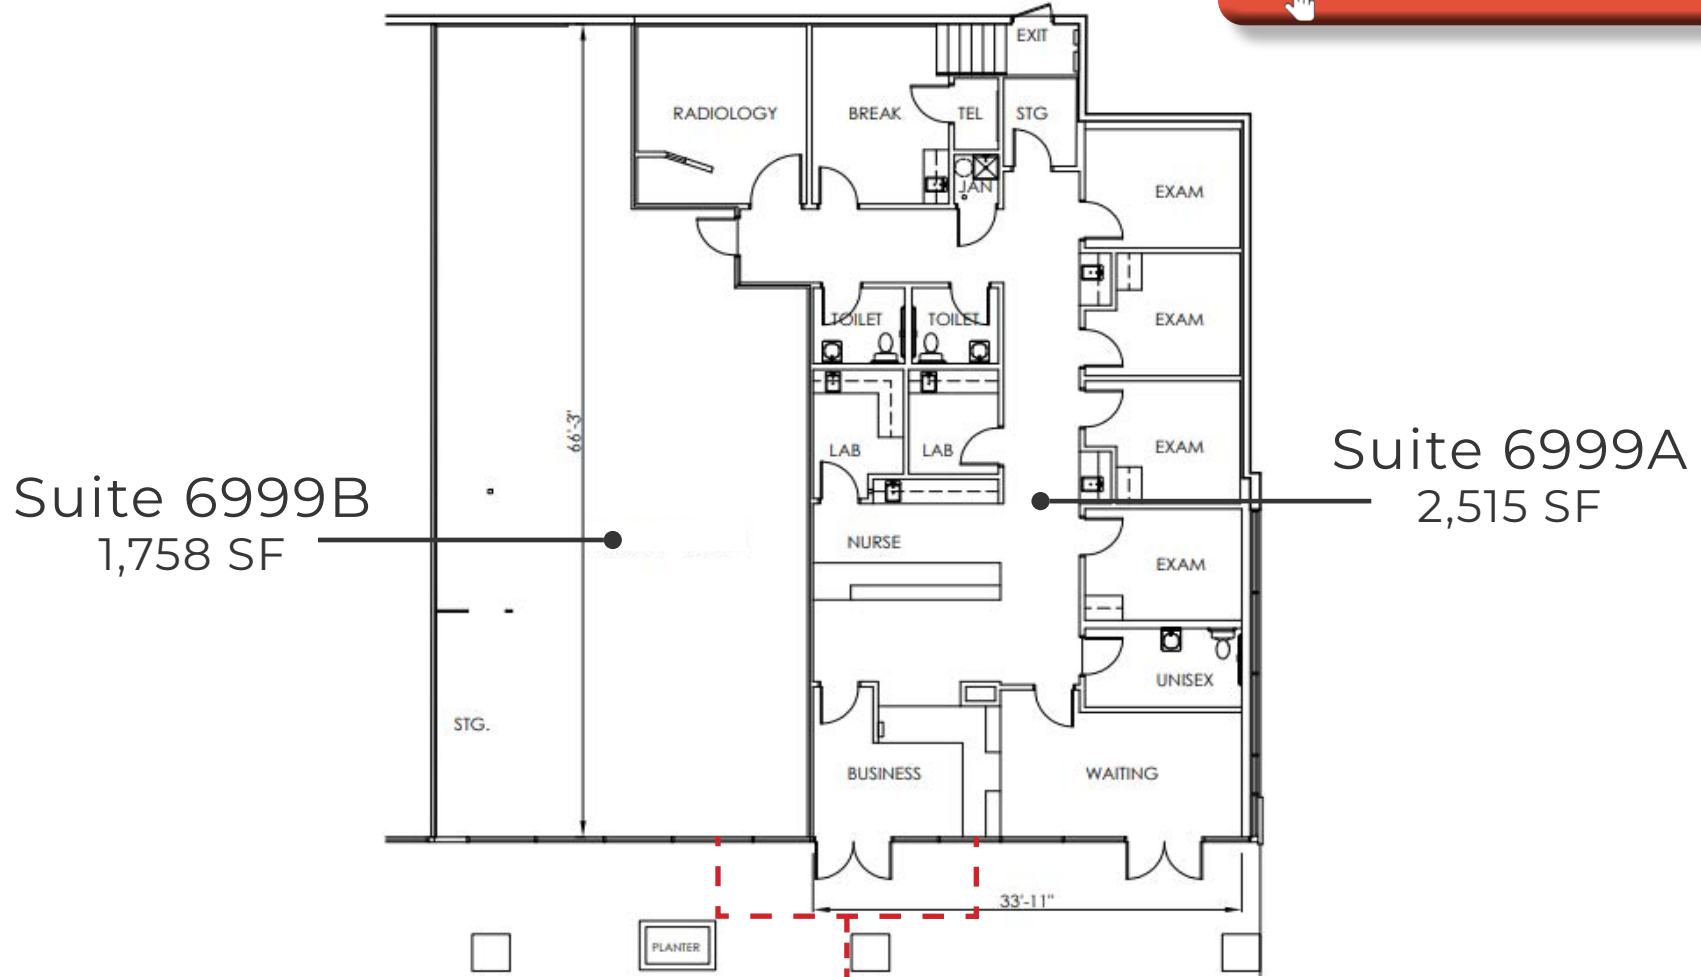 EXIT
RADIOLOGY
BREAK
TEL
STG
JAN
EXAM
TOILET
TOILET
EXAM
66'-3"
LAB
LAB
EXAM
Suite 6999A
2,515 SF
Suite 6999B
1,758 SF
NURSE
EXAM
UNISEX
STG.
BUSINESS
WAITING
33'-11"
PLANTER